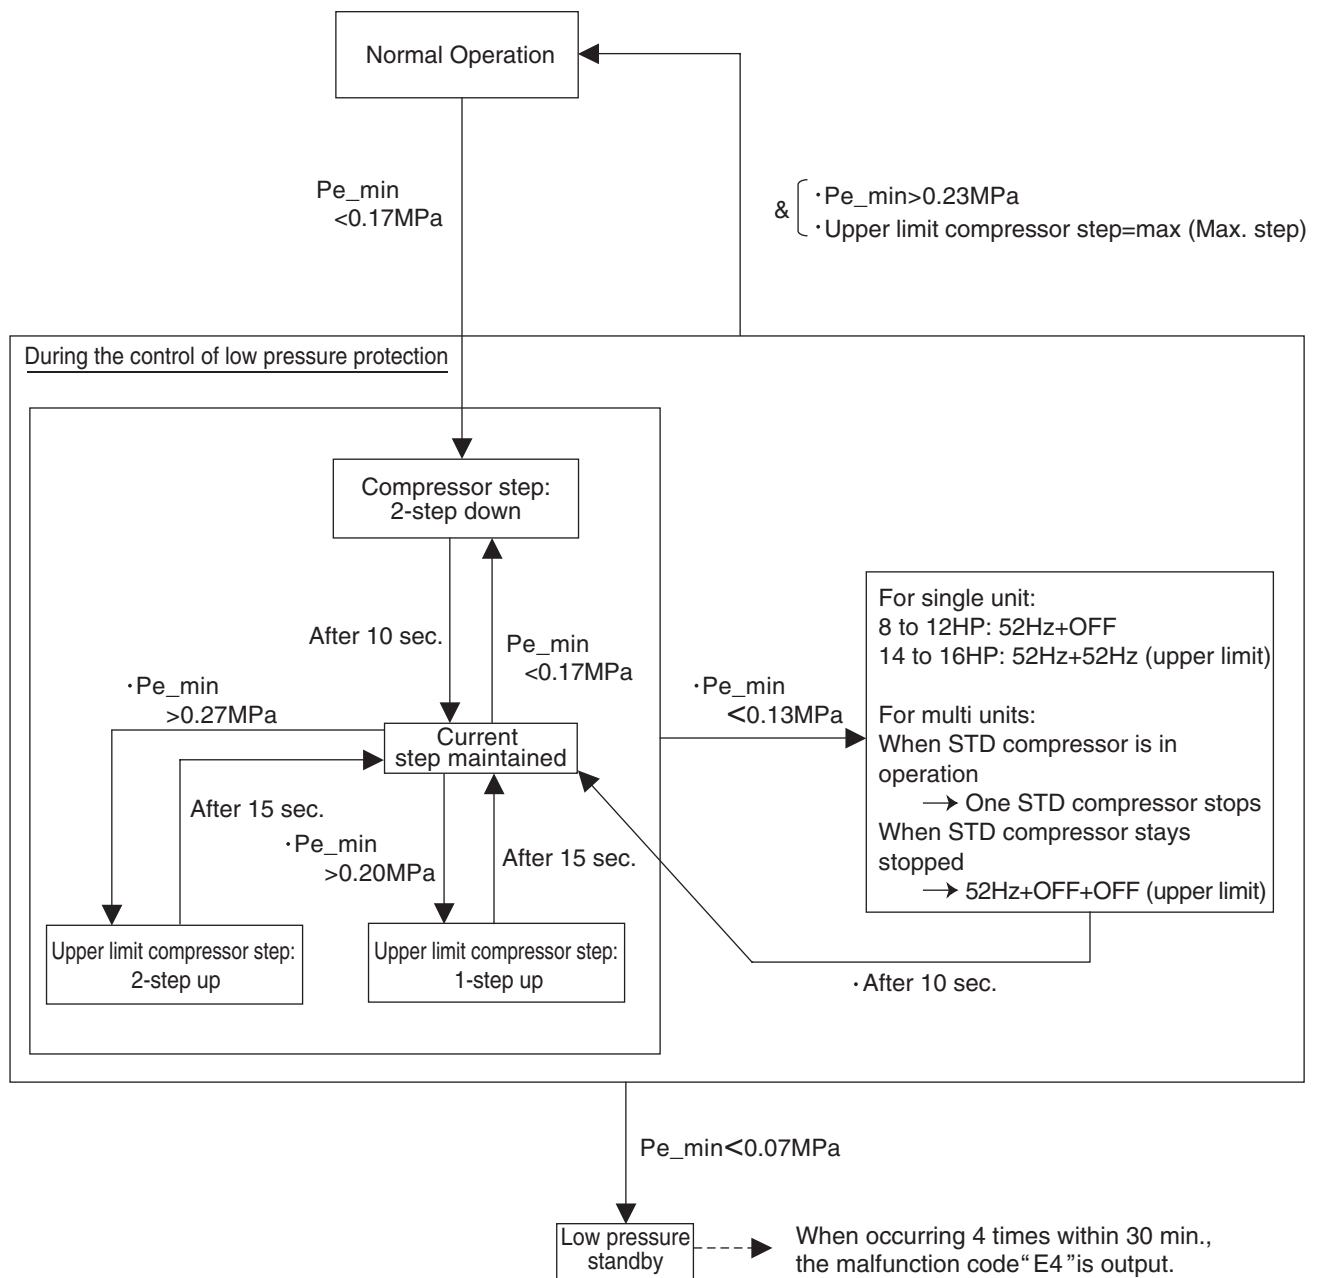 Normal Operation
Pe_min
<0.17MPa
&
·Pe_min>0.23MPa
·Upper limit compressor step=max (Max. step)
During the control of low pressure protection
Compressor step:
2-step down
After 10 sec.
Pe_min
<0.17MPa
·Pe_min
>0.27MPa
Current
step maintained
After 15 sec.
·Pe_min
>0.20MPa
After 15 sec.
Upper limit compressor step:
2-step up
Upper limit compressor step:
1-step up
·Pe_min
<0.13MPa
For single unit:
8 to 12HP: 52Hz+OFF
14 to 16HP: 52Hz+52Hz (upper limit)
For multi units:
When STD compressor is in
operation
→ One STD compressor stops
When STD compressor stays
stopped
→ 52Hz+OFF+OFF (upper limit)
·After 10 sec.
Pe_min<0.07MPa
Low pressure
standby
When occurring 4 times within 30 min.,
the malfunction code“E4”is output.